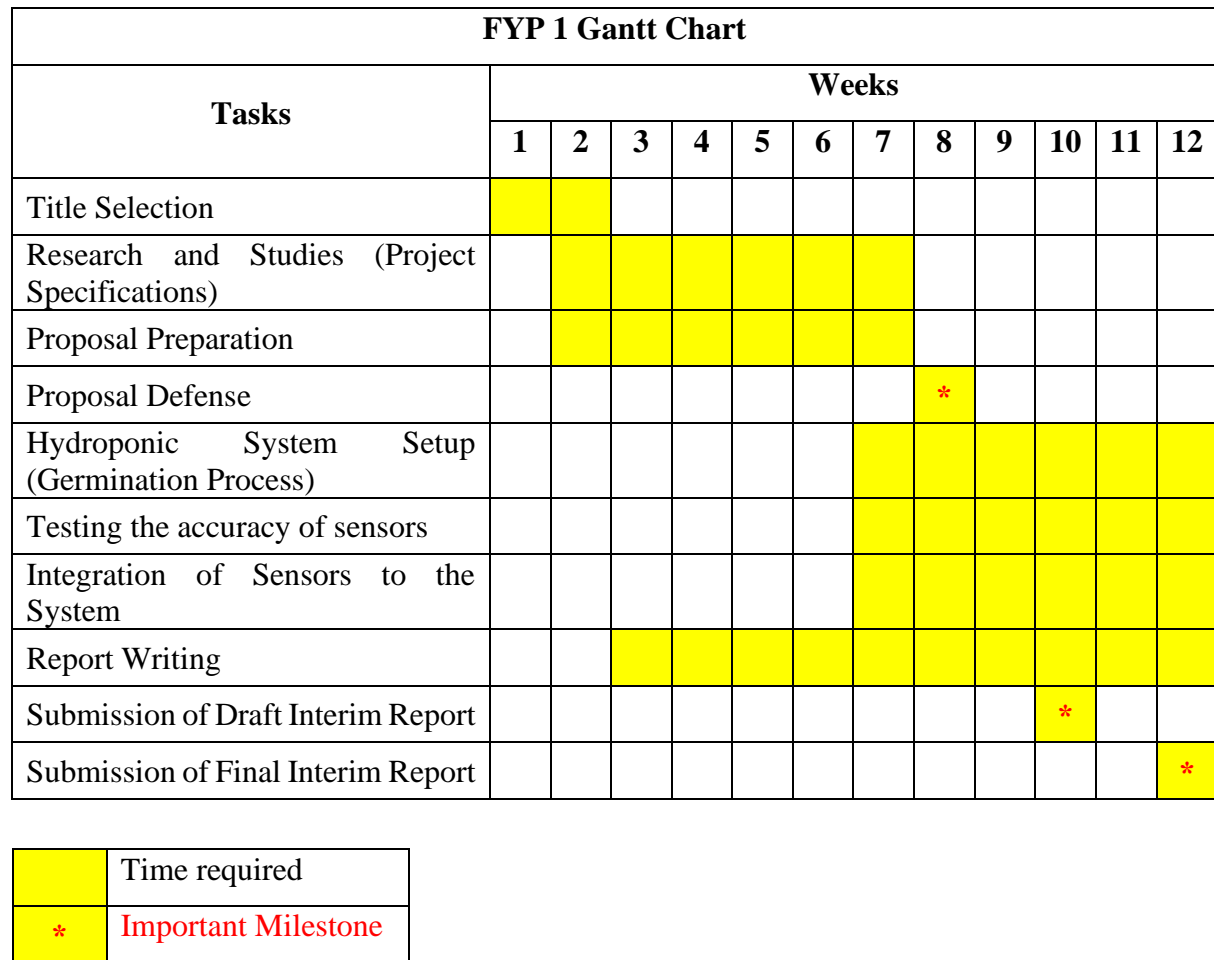 FYP 1 Gantt Chart
Tasks
Weeks
1 2 3 4 5 6 7 8 9 10 11 12
Title Selection
Research and Studies (Project
Specifications)
Proposal Preparation
Proposal Defense *
Hydroponic System Setup
(Germination Process)
Testing the accuracy of sensors
Integration of Sensors to the
System
Report Writing
Submission of Draft Interim Report *
Submission of Final Interim Report *
Time required
* Important Milestone